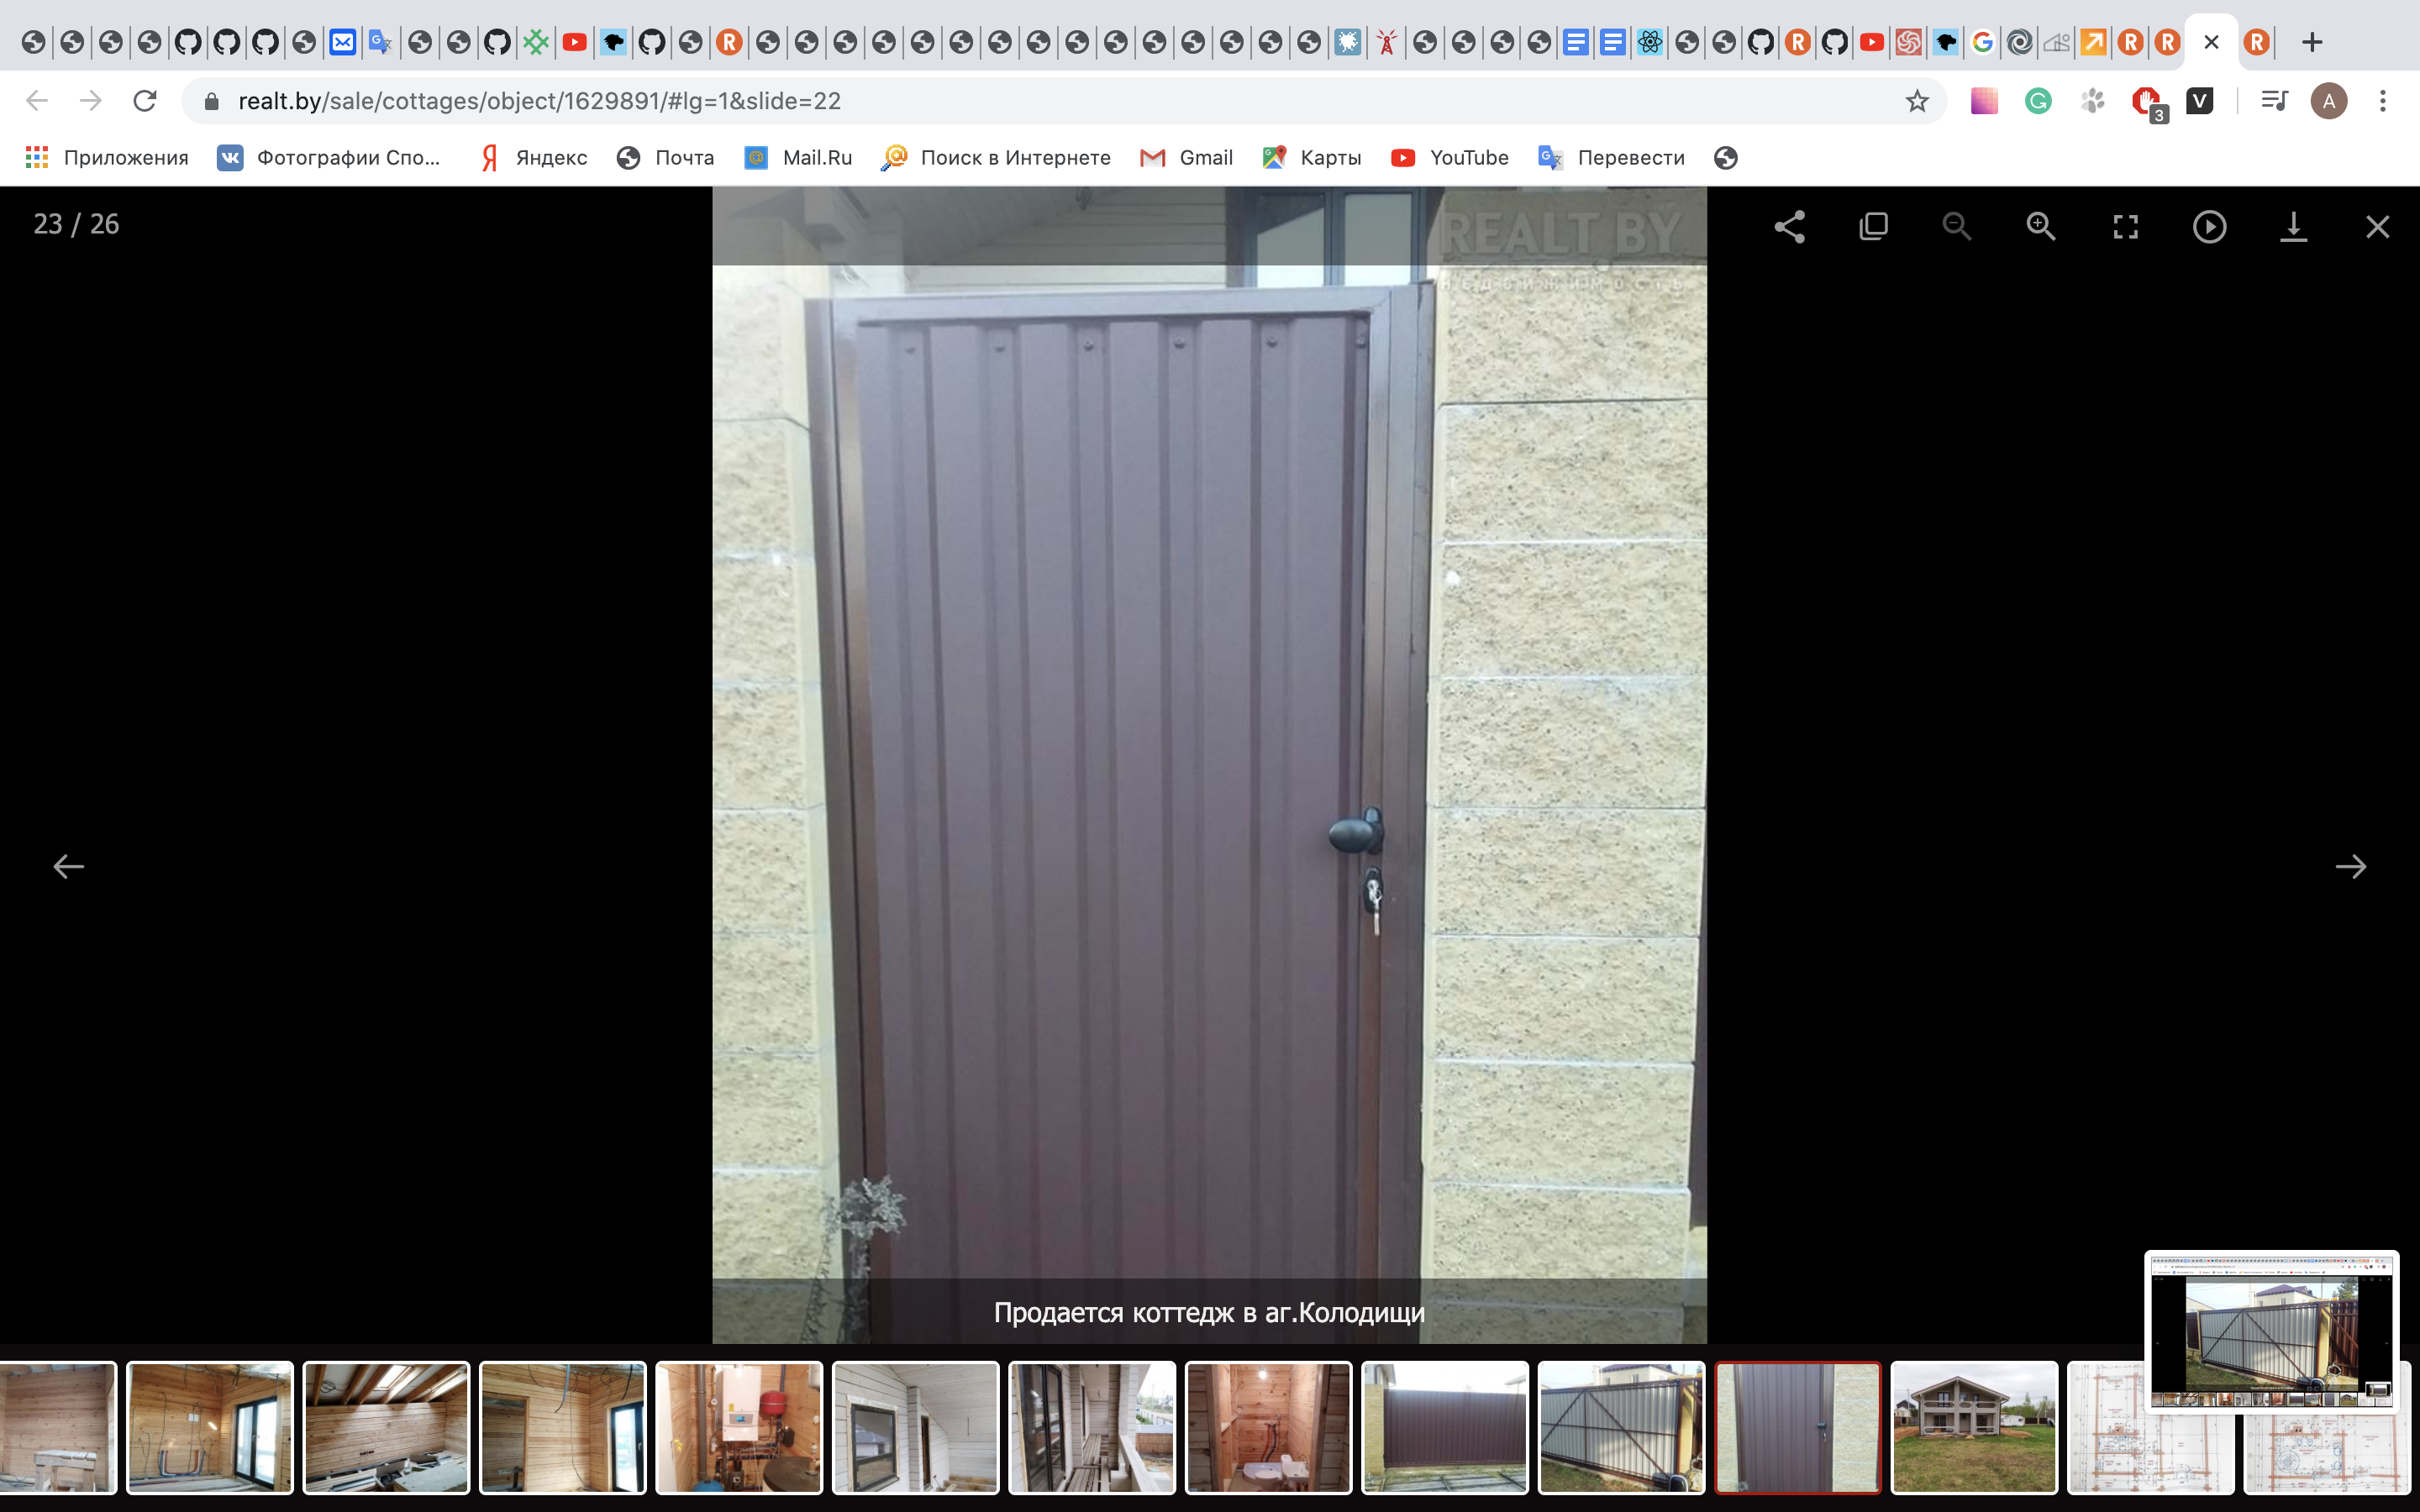 realt.by/sale/cottages/object/1629891/#lg=1&slide=22
3
V
A
Приложения
Фотографии Спо...
Яндекс
Почта
Mail.Ru
Поиск в Интернете
Gmail
Карты
YouTube
Перевести
23 / 26
REALT BY
НЕДВИЖИМОСТЬ
Продается коттедж в аг.Колодищи